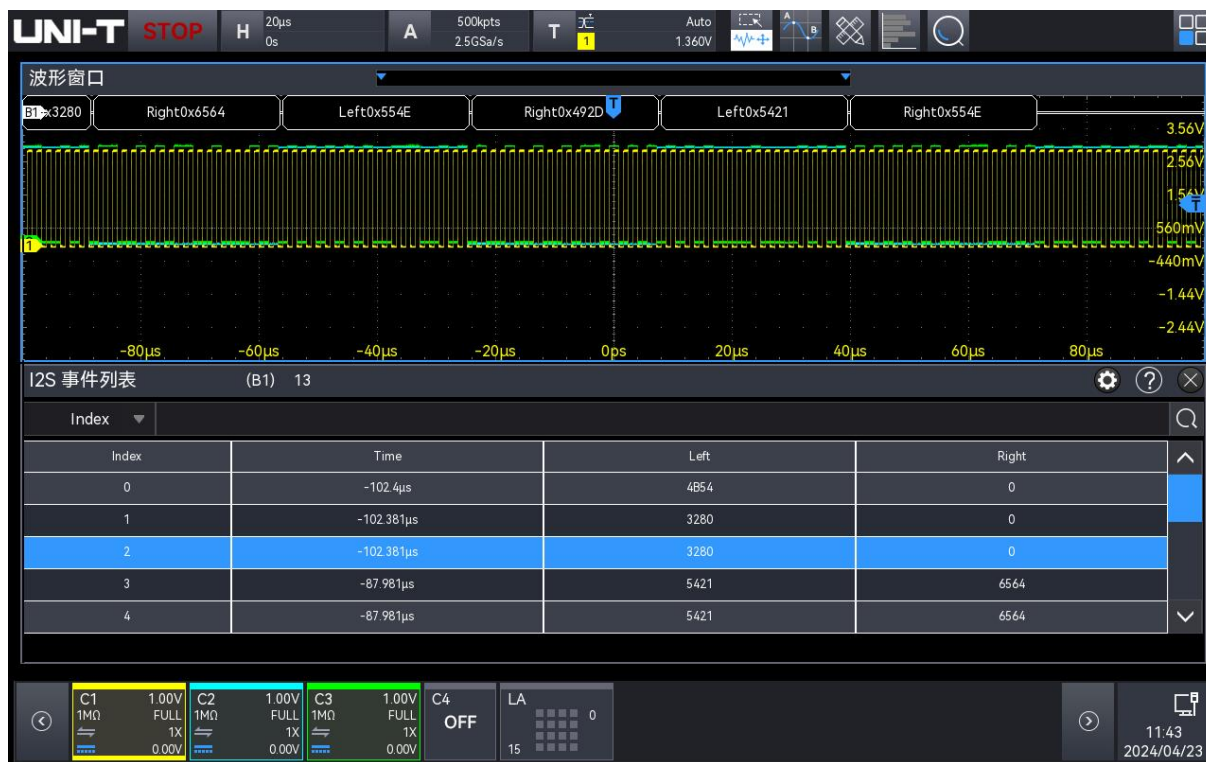 UNI-T STOP H 20μs 0s A 500kpts 2.5GSa/s T 1 Auto 1.360V A B
波形窗口
B1 x3280 Right0x6564 Left0x554E Right0x492D T Left0x5421 Right0x554E
3.56V
2.56V
1.56V
T
560mV
1
-440mV
-1.44V
-2.44V
-80μs -60μs -40μs -20μs 0ps 20μs 40μs 60μs 80μs
I2S 事件列表 (B1) 13 ?
Index
Index Time Left Right
0 -102.4μs 4B54 0
1 -102.381μs 3280 0
2 -102.381μs 3280 0
3 -87.981μs 5421 6564
4 -87.981μs 5421 6564
C1 1.00V C2 1.00V C3 1.00V C4 LA
1MΩ FULL 1MΩ FULL 1MΩ FULL OFF 0
1X 1X 1X
0.00V 0.00V 0.00V 15
11:43
2024/04/23